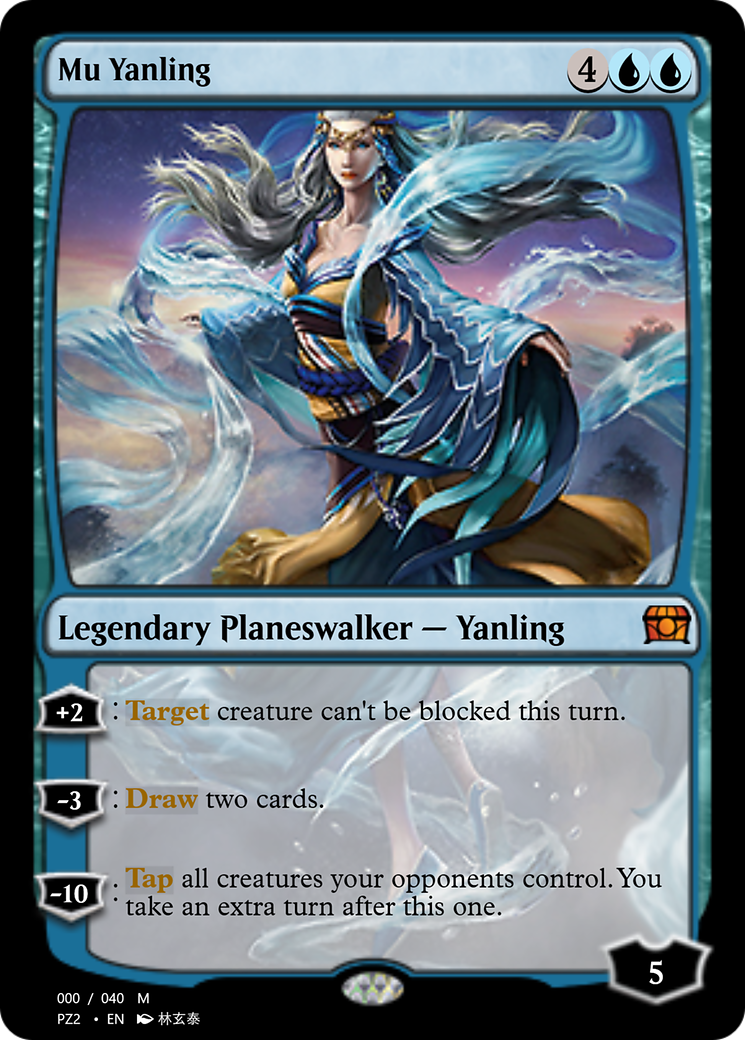 Mu Yanling 4
Legendary Planeswalker — Yanling
+2 : Target creature can't be blocked this turn.
-3 : Draw two cards.
-10 : Tap all creatures your opponents control. You
take an extra turn after this one.
5
000 / 040 M
PZ2 • EN 林玄泰